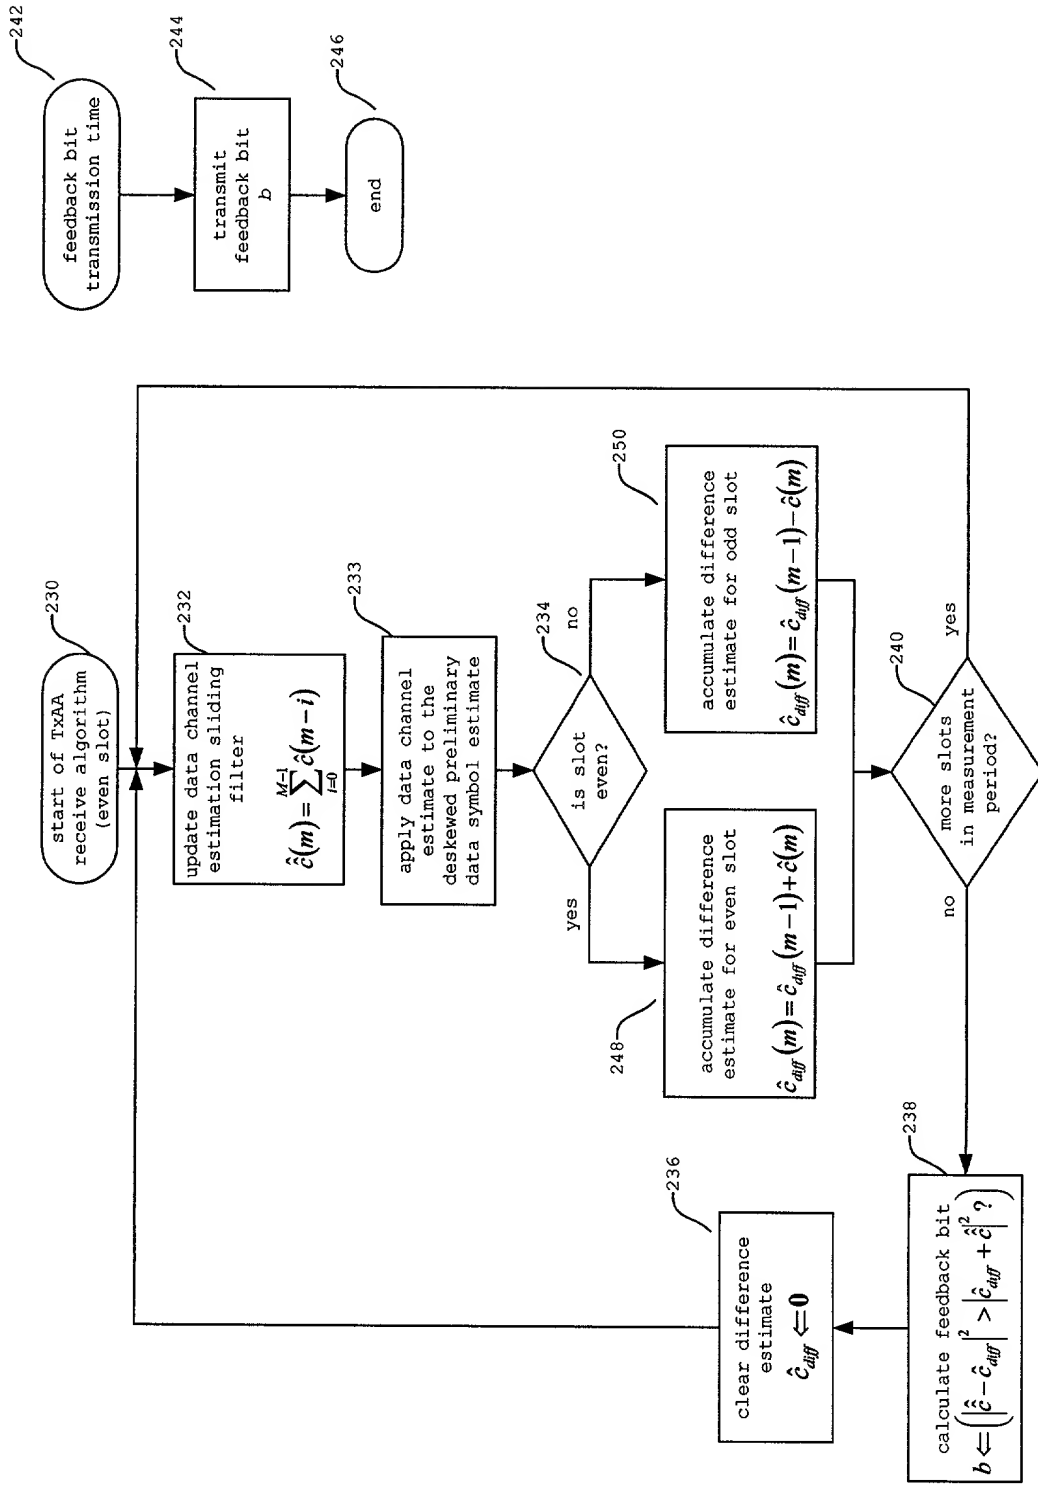 230
start of TxAA
receive algorithm
(even slot)
232
update data channel
estimation sliding
filter
ĉ(m) = ∑_{i=0}^{M-1} ĉ(m-i)
233
apply data channel
estimate to the
deskewed preliminary
data symbol estimate
234
is slot
even?
yes
no
248
accumulate difference
estimate for even slot
ĉ_diff(m) = ĉ_diff(m-1) + ĉ(m)
250
accumulate difference
estimate for odd slot
ĉ_diff(m) = ĉ_diff(m-1) - ĉ(m)
240
more slots
in measurement
period?
no
yes
238
calculate feedback bit
b ⇐ (|ĉ - ĉ_diff|² > |ĉ_diff + ĉ|² ?)
236
clear difference
estimate
ĉ_diff ⇐ 0
242
feedback bit
transmission time
244
transmit
feedback bit
b
246
end